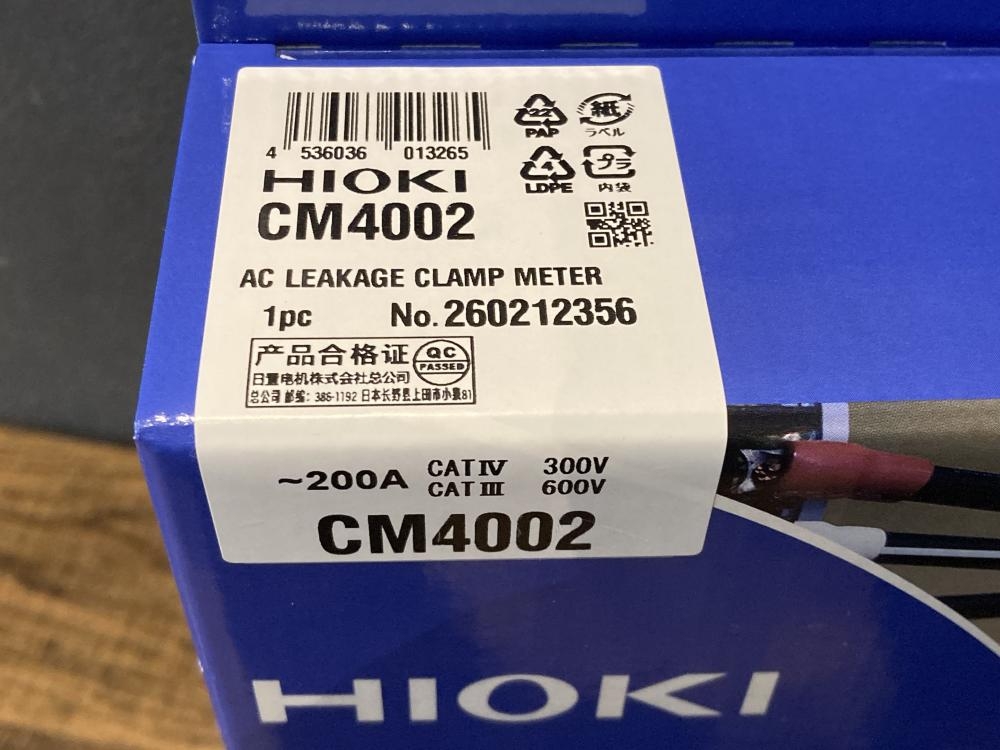 4 536036 013265
22
PAP
紙
ラベル
4
LDPE
プラ
内袋
HIOKI
CM4002
AC LEAKAGE CLAMP METER
1pc No. 260212356
产品合格证 QC PASSED
日置电机株式会社总公司
总公司 邮编: 386-1192 日本长野县上田市小泉81
~200A CAT IV 300V
CAT III 600V
CM4002
HIOKI